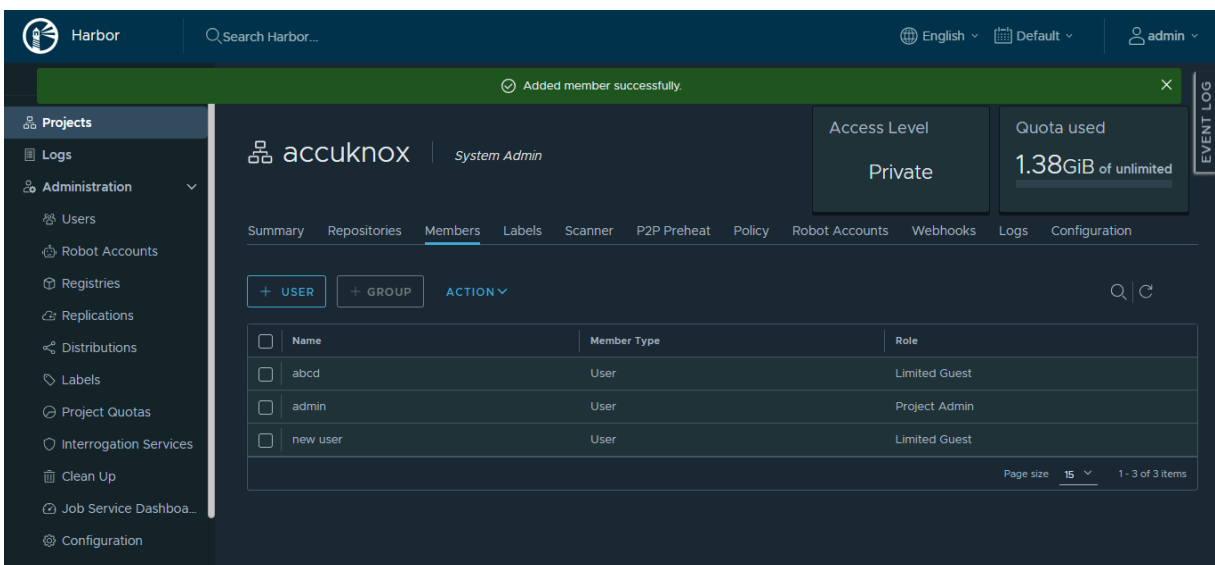 Harbor
Search Harbor...
English
Default
admin
Added member successfully.
EVENT LOG
Projects
Logs
Administration
Users
Robot Accounts
Registries
Replications
Distributions
Labels
Project Quotas
Interrogation Services
Clean Up
Job Service Dashboa...
Configuration
accuknox
System Admin
Access Level
Private
Quota used
1.38GiB of unlimited
Summary Repositories Members Labels Scanner P2P Preheat Policy Robot Accounts Webhooks Logs Configuration
+ USER + GROUP ACTION
Name Member Type Role
abcd User Limited Guest
admin User Project Admin
new user User Limited Guest
Page size 15 1 - 3 of 3 items